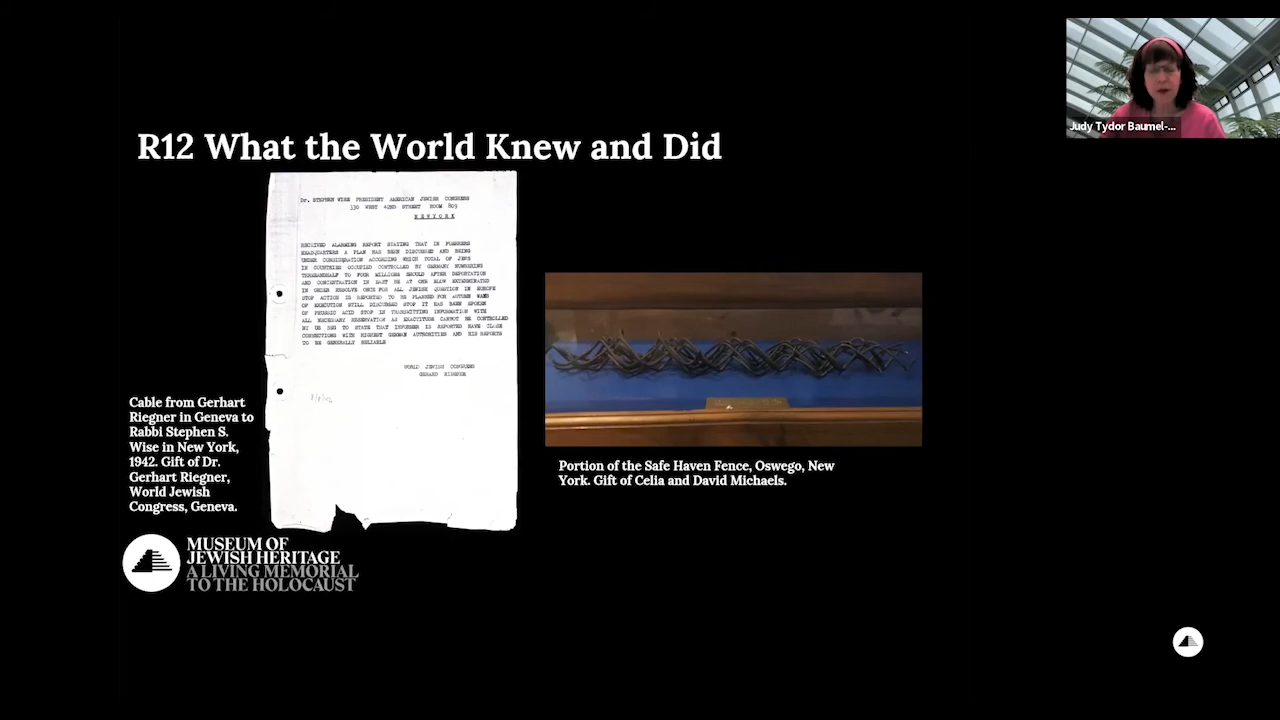 Judy Tydor Baumel-...
R12 What the World Knew and Did
Dr. STEPHEN WISE PRESIDENT AMERICAN JEWISH CONGRESS
330 WEST 42ND STREET ROOM 809
NEWYORK
RECEIVED ALARMING REPORT STATING THAT IN FUEHRERS
HEADQUARTERS A PLAN HAS BEEN DISCUSSED AND BEING
UNDER CONSIDERATION ACCORDING WHICH TOTAL OF JEWS
IN COUNTRIES OCCUPIED CONTROLLED BY GERMANY NUMBERING
THREEANDHALF TO FOUR MILLIONS SHOULD AFTER DEPORTATION
AND CONCENTRATION IN EAST BE AT ONE BLOW EXTERMINATED
IN ORDER RESOLVE ONCE FOR ALL JEWISH QUESTION IN EUROPE
STOP ACTION IS REPORTED TO BE PLANNED FOR AUTUMN WAYS
OF EXECUTION STILL DISCUSSED STOP IT HAS BEEN SPOKEN
OF PRUSSIC ACID STOP IN TRANSMITTING INFORMATION WITH
ALL NECESSARY RESERVATION AS EXACTITUDE CANNOT BE CONTROLLED
BY US BEG TO STATE THAT INFORMER IS REPORTED HAVE CLOSE
CONNECTIONS WITH HIGHEST GERMAN AUTHORITIES AND HIS REPORTS
TO BE GENERALLY RELIABLE
WORLD JEWISH CONGRESS
Cable from Gerhart
Riegner in Geneva to
Rabbi Stephen S.
Wise in New York,
1942. Gift of Dr.
Gerhart Riegner,
World Jewish
Congress, Geneva.
Portion of the Safe Haven Fence, Oswego, New
York. Gift of Celia and David Michaels.
MUSEUM OF
JEWISH HERITAGE
A LIVING MEMORIAL
TO THE HOLOCAUST